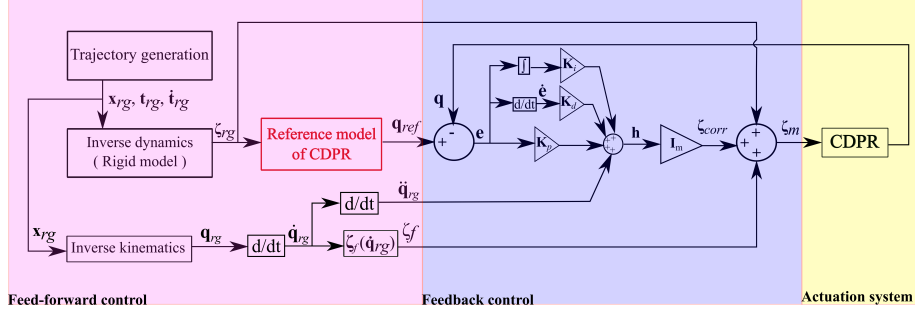 Trajectory generation
x_rg, t_rg, ṫ_rg
Inverse dynamics
( Rigid model )
ζ_rg
Reference model
of CDPR
q_ref
q
+ -
e
∫
K_i
d/dt
ė
K_d
K_p
+ + + +
h
I_m
ζ_corr
+ + +
ζ_m
CDPR
d/dt
q̈_rg
x_rg
Inverse kinematics
q_rg
d/dt
q̇_rg
ζ_f(q̇_rg)
ζ_f
Feed-forward control
Feedback control
Actuation system